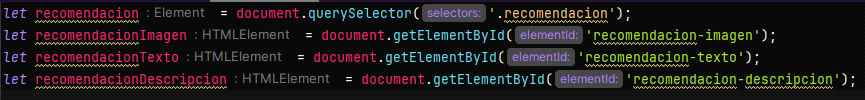 let recomendacion : Element = document.querySelector( selectors: '.recomendacion');
let recomendacionImagen : HTMLElement = document.getElementById( elementId: 'recomendacion-imagen');
let recomendacionTexto : HTMLElement = document.getElementById( elementId: 'recomendacion-texto');
let recomendacionDescripcion : HTMLElement = document.getElementById( elementId: 'recomendacion-descripcion');